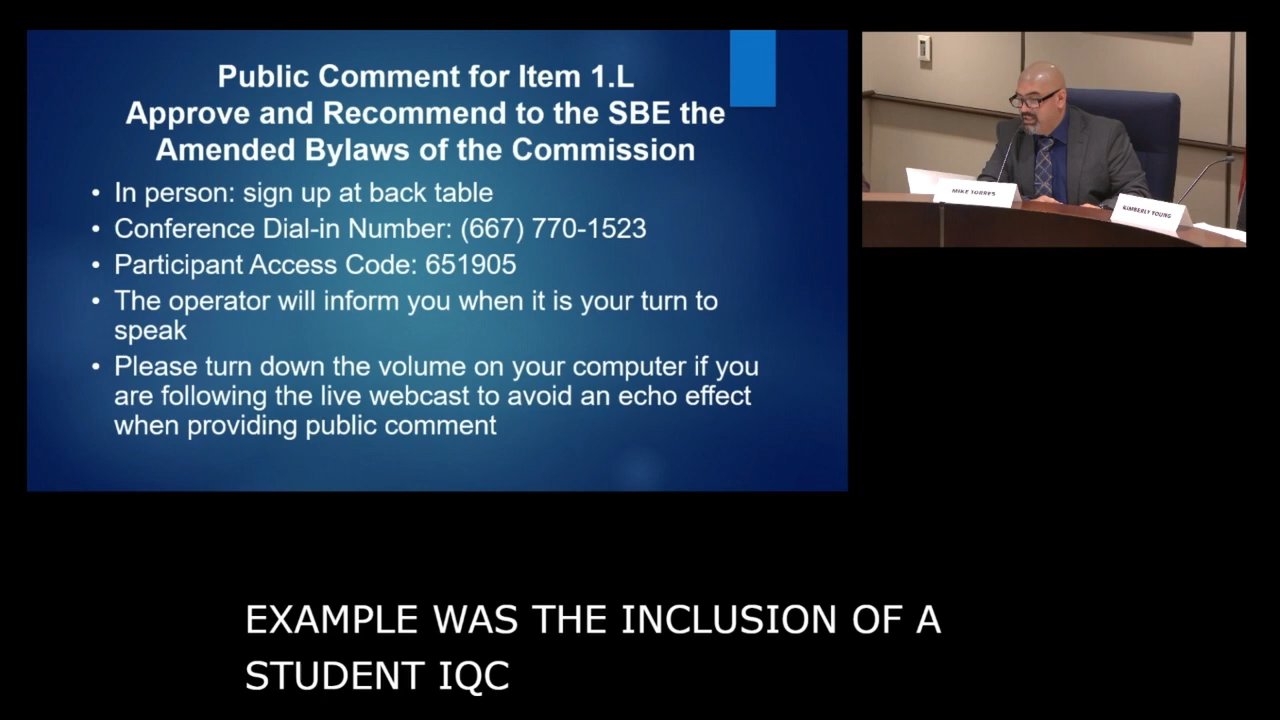 Public Comment for Item 1.L
Approve and Recommend to the SBE the
Amended Bylaws of the Commission
• In person: sign up at back table
• Conference Dial-in Number: (667) 770-1523
• Participant Access Code: 651905
• The operator will inform you when it is your turn to
speak
• Please turn down the volume on your computer if you
are following the live webcast to avoid an echo effect
when providing public comment
MIKE TORRES
KIMBERLY YOUNG
EXAMPLE WAS THE INCLUSION OF A
STUDENT IQC